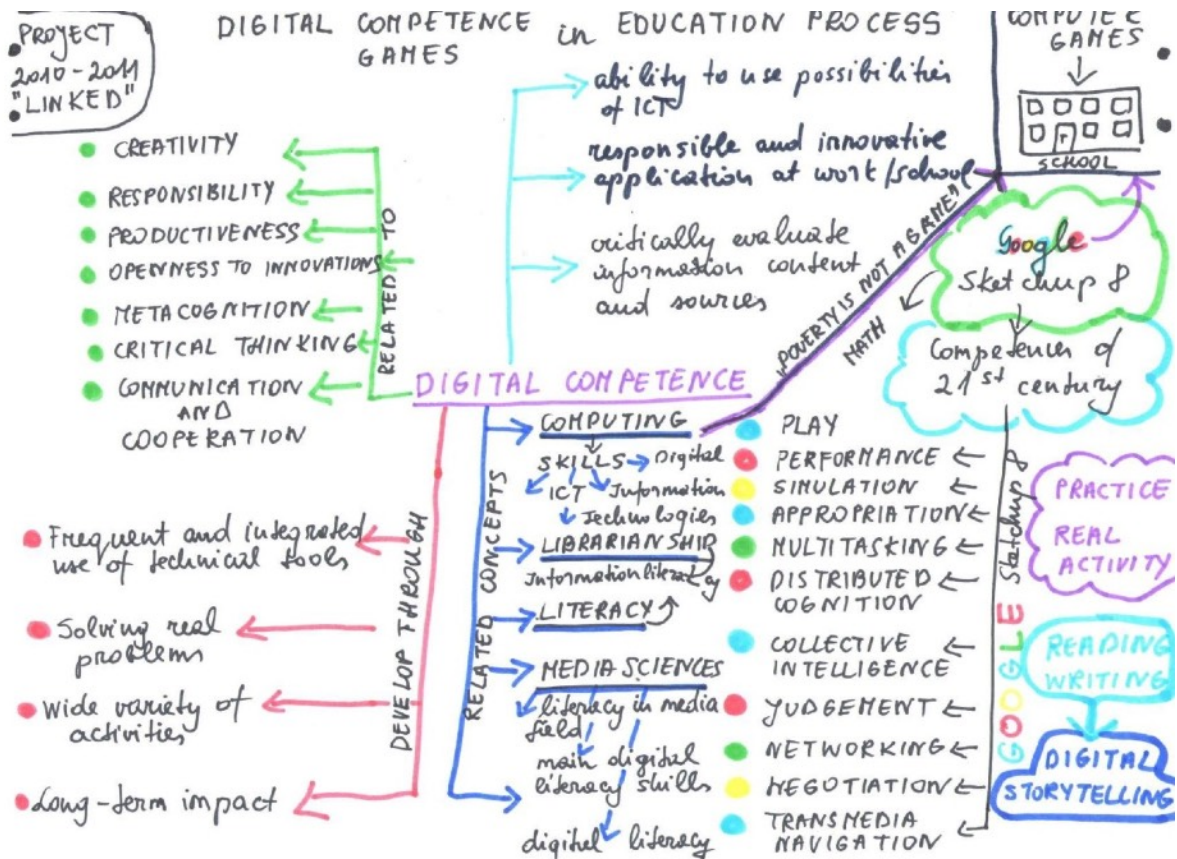 PROYECT
2010-2011
"LINKED"
DIGITAL COMPETENCE in EDUCATION PROCESS
GAMES
COMPUTER
GAMES
SCHOOL
ability to use possibilities
of ICT
responsible and innovative
application at work/school
critically evaluate
information content
and sources
CREATIVITY
RESPONSIBILITY
PRODUCTIVENESS
OPENNESS TO INNOVATIONS
METACOGNITION
CRITICAL THINKING
COMMUNICATION
AND
COOPERATION
RELATED TO
"POVERTY IS NOT A GAME"
MATH
Google
Sketchup 8
Competences of
21st century
DIGITAL COMPETENCE
DEVELOP THROUGH
Frequent and integrated
use of technical tools
Solving real
problems
Wide variety of
activities
Long-term impact
RELATED CONCEPTS
COMPUTING
SKILLS
Digital
ICT
Information
Technologies
LIBRARIANSHIP
Information literacy
LITERACY
MEDIA SCIENCES
literacy in media
field
main digital
literacy skills
digital literacy
PLAY
PERFORMANCE
SIMULATION
APPROPRIATION
MULTITASKING
DISTRIBUTED
COGNITION
COLLECTIVE
INTELLIGENCE
JUDGEMENT
NETWORKING
NEGOTIATION
TRANSMEDIA
NAVIGATION
GOOGLE Sketchup 8
PRACTICE
REAL
ACTIVITY
READING
WRITING
DIGITAL
STORYTELLING